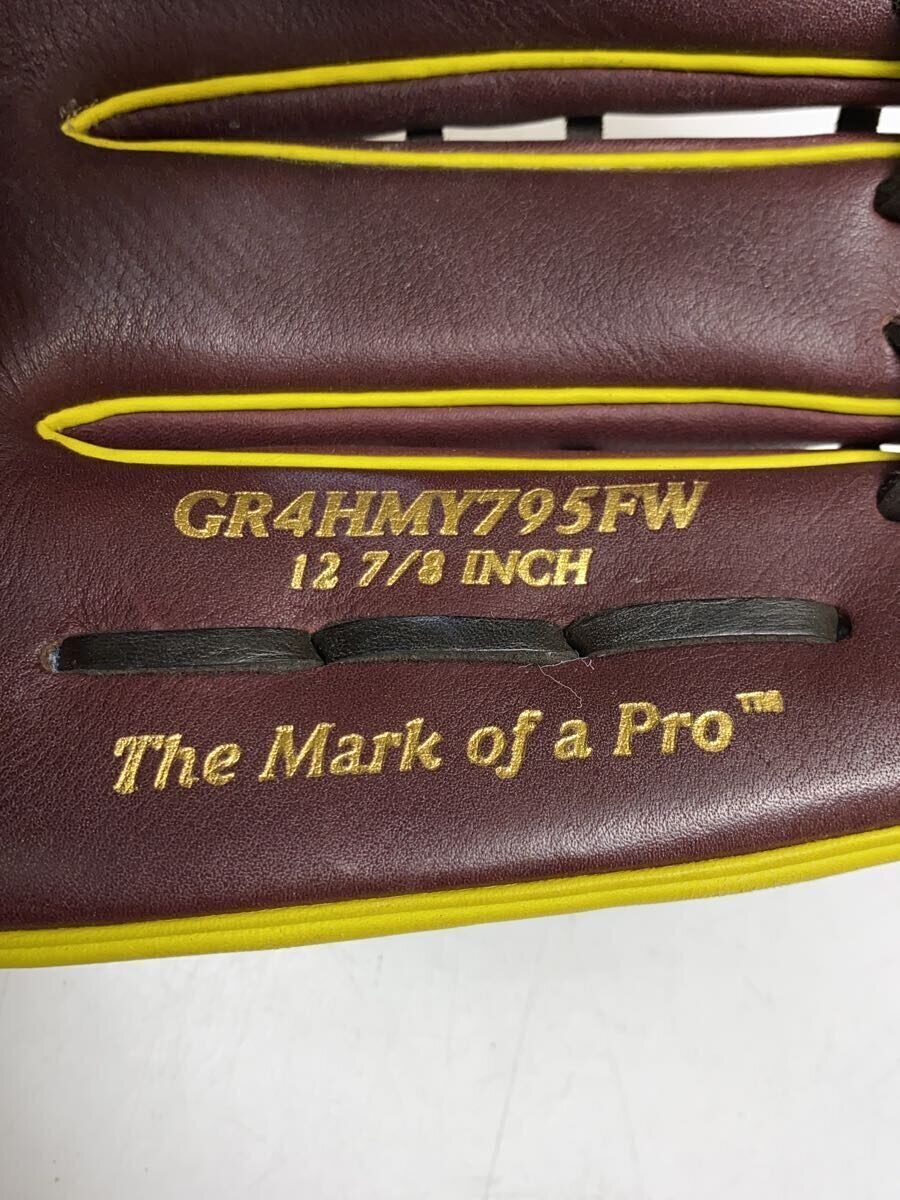 GR4HMY795FW
12 7/8 INCH
The Mark of a Pro™